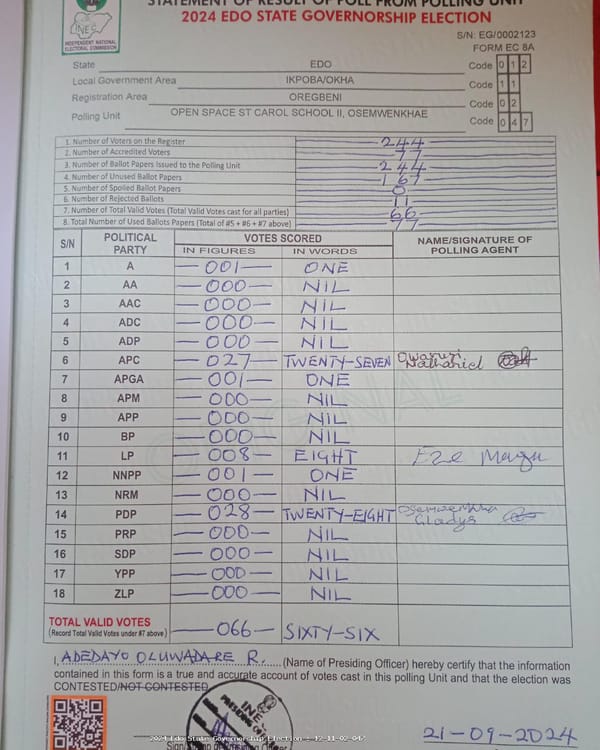 STATEMENT OF RESULT OF POLL FROM POLLING UNIT
2024 EDO STATE GOVERNORSHIP ELECTION
INEC
INDEPENDENT NATIONAL
ELECTORAL COMMISSION
S/N: EG/0002123
FORM EC 8A
State EDO Code 0 1 2
Local Government Area IKPOBA/OKHA Code 1 1
Registration Area OREGBENI Code 0 2
Polling Unit OPEN SPACE ST CAROL SCHOOL II, OSEMWENKHAE Code 0 4 7
1. Number of Voters on the Register 244
2. Number of Accredited Voters 77
3. Number of Ballot Papers Issued to the Polling Unit 244
4. Number of Unused Ballot Papers 167
5. Number of Spoiled Ballot Papers 0
6. Number of Rejected Ballots 11
7. Number of Total Valid Votes (Total Valid Votes cast for all parties) 66
8. Total Number of Used Ballots Papers (Total of #5 + #6 + #7 above) 77
S/N POLITICAL PARTY VOTES SCORED NAME/SIGNATURE OF POLLING AGENT
IN FIGURES IN WORDS
1 A 001 ONE
2 AA 000 NIL
3 AAC 000 NIL
4 ADC 000 NIL
5 ADP 000 NIL
6 APC 027 TWENTY-SEVEN Nathaniel
7 APGA 001 ONE
8 APM 000 NIL
9 APP 000 NIL
10 BP 000 NIL
11 LP 008 EIGHT Eze
12 NNPP 001 ONE
13 NRM 000 NIL
14 PDP 028 TWENTY-EIGHT Gladys
15 PRP 000 NIL
16 SDP 000 NIL
17 YPP 000 NIL
18 ZLP 000 NIL
TOTAL VALID VOTES 066 SIXTY-SIX
(Record Total Valid Votes under #7 above)
I, ADEDAYO OLUWADARE R. (Name of Presiding Officer) hereby certify that the information
contained in this form is a true and accurate account of votes cast in this polling Unit and that the election was
CONTESTED/NOT CONTESTED
INEC
PRESIDING
2024 Edo State Governorship Election - 12-11-02-047
21-09-2024